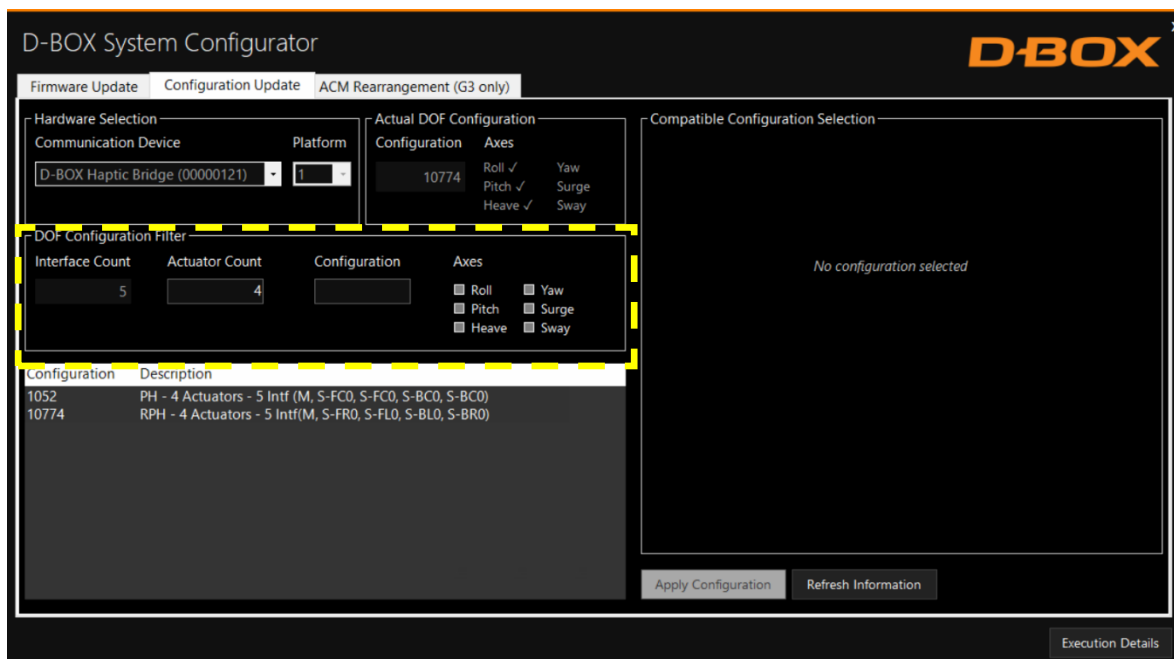 D-BOX System Configurator
D-BOX
Firmware Update Configuration Update ACM Rearrangement (G3 only)
Hardware Selection
Communication Device Platform
D-BOX Haptic Bridge (00000121) 1
Actual DOF Configuration
Configuration Axes
10774
Roll ✓ Yaw
Pitch ✓ Surge
Heave ✓ Sway
DOF Configuration Filter
Interface Count Actuator Count Configuration Axes
5 4
Roll Yaw
Pitch Surge
Heave Sway
Configuration Description
1052 PH - 4 Actuators - 5 Intf (M, S-FC0, S-FC0, S-BC0, S-BC0)
10774 RPH - 4 Actuators - 5 Intf(M, S-FR0, S-FL0, S-BL0, S-BR0)
Compatible Configuration Selection
No configuration selected
Apply Configuration Refresh Information
Execution Details